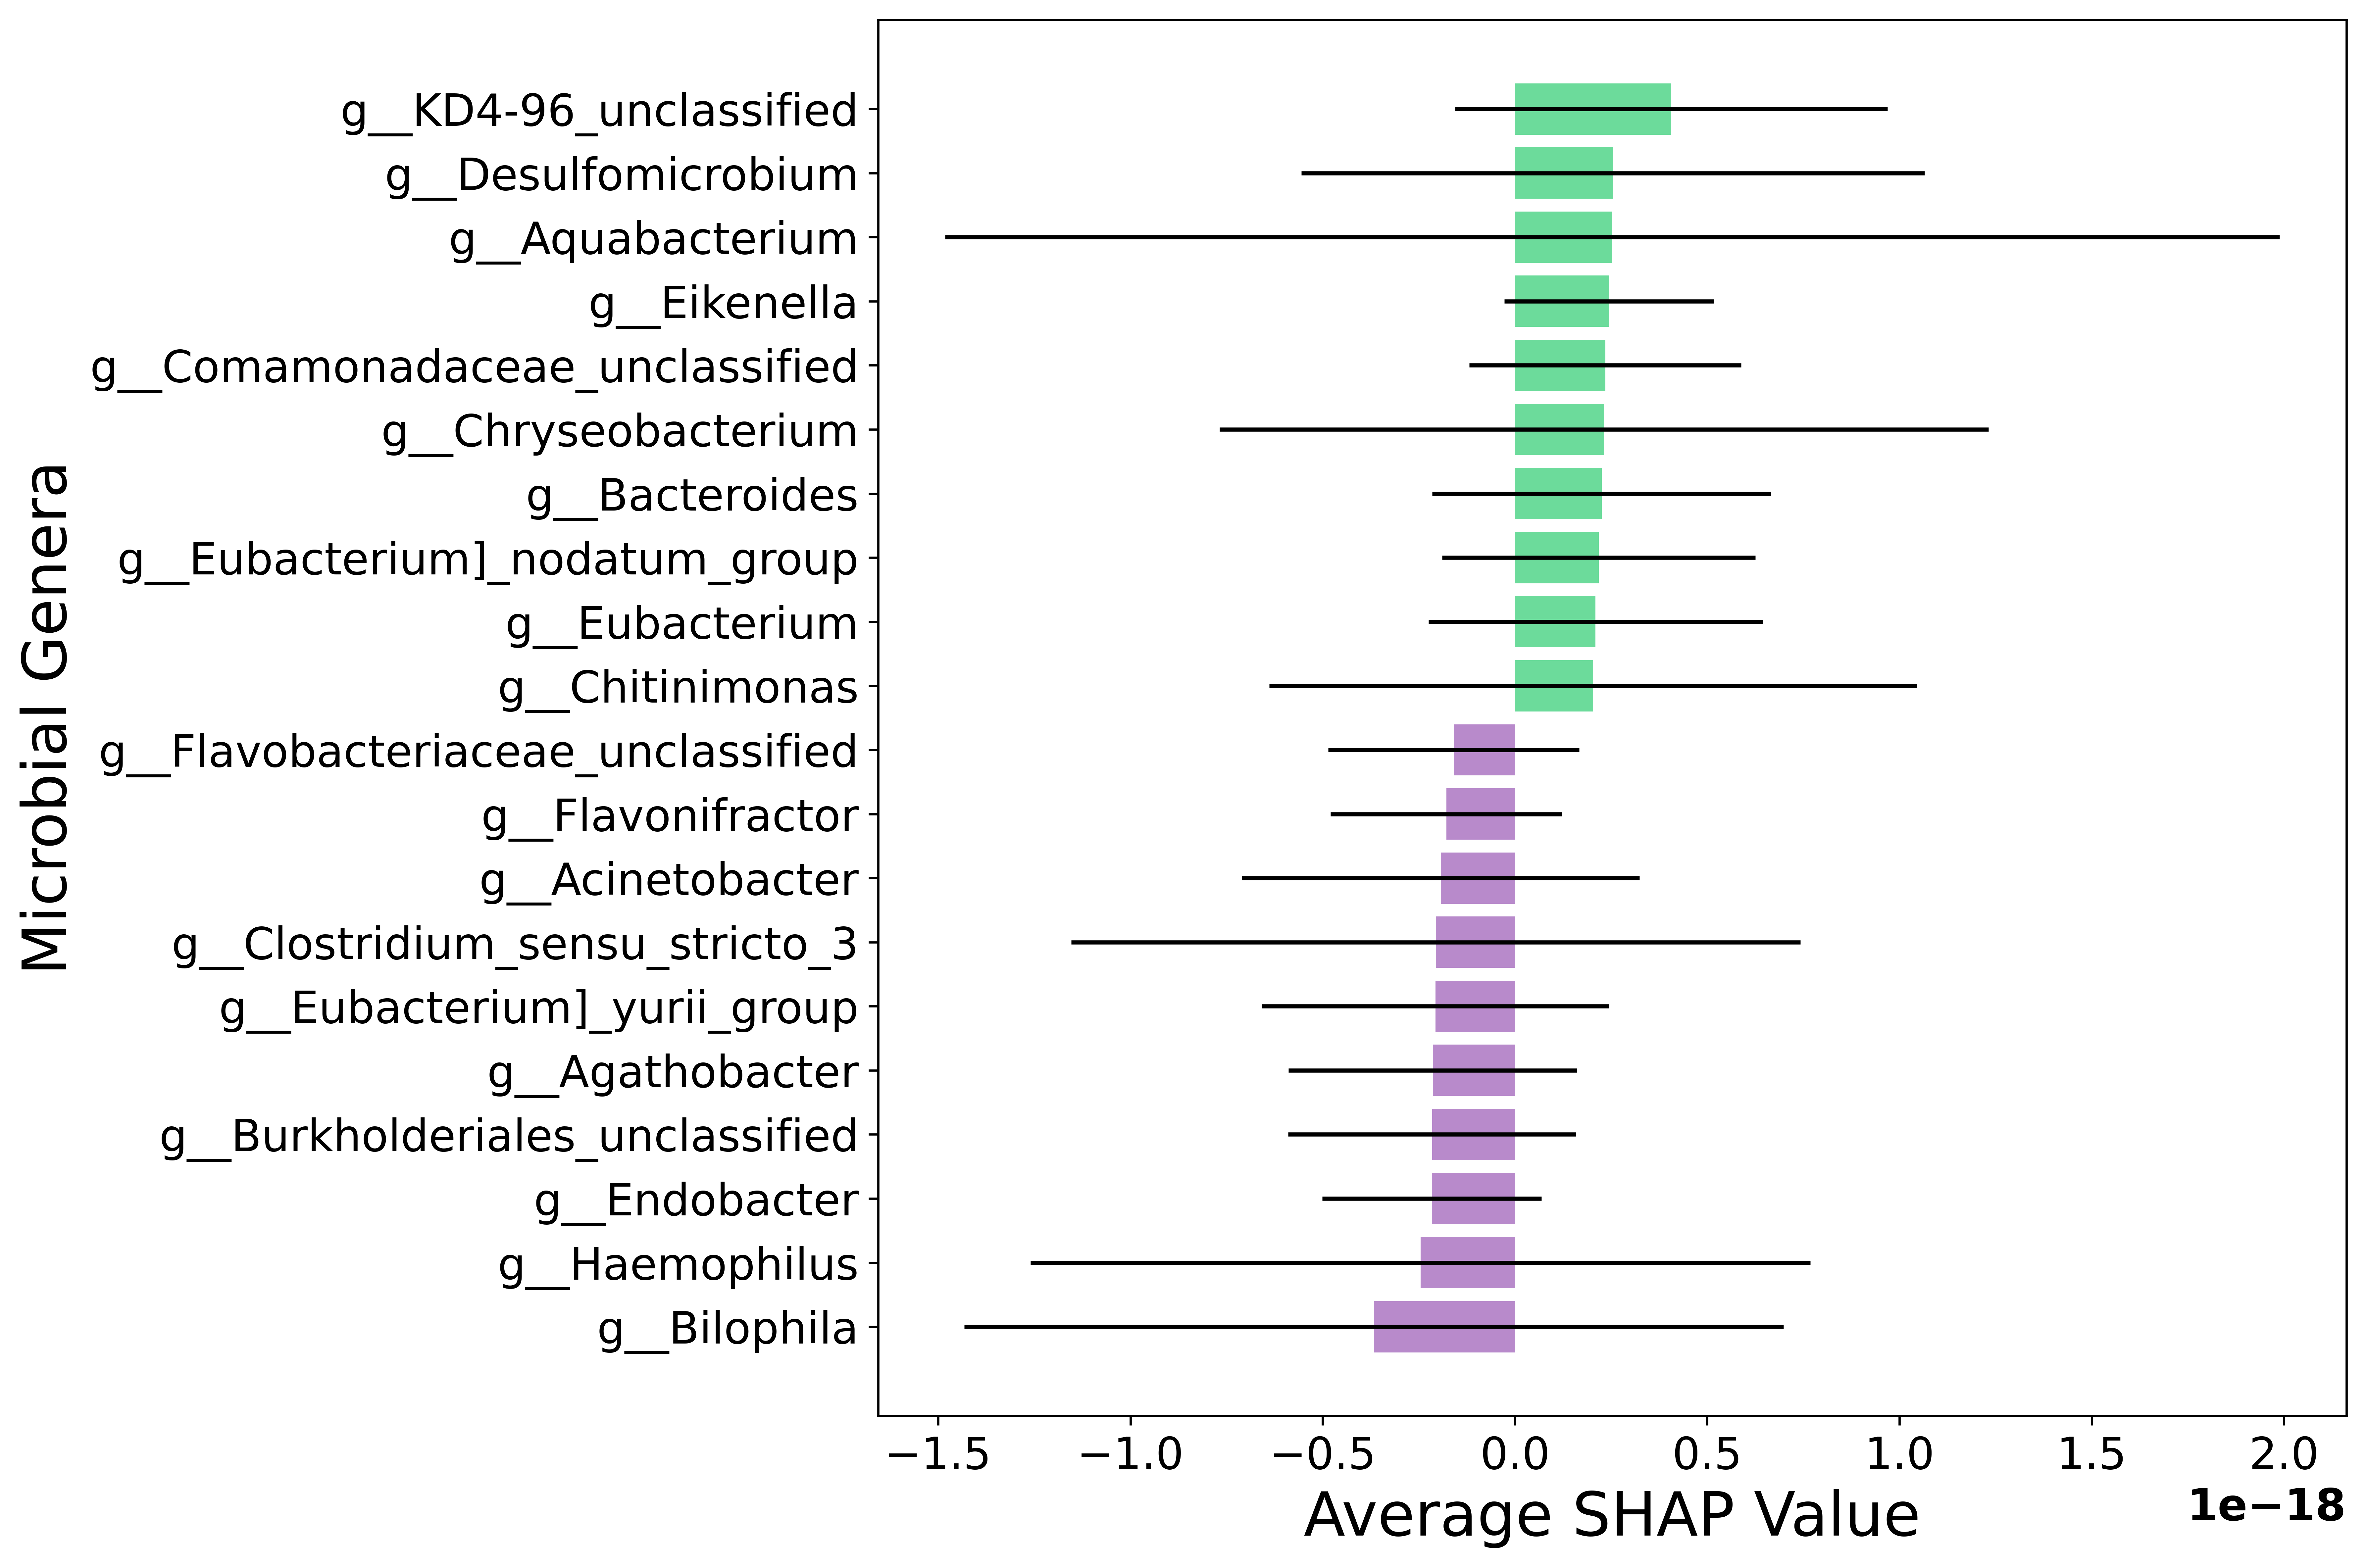 Microbial Genera
g__KD4-96_unclassified
g__Desulfomicrobium
g__Aquabacterium
g__Eikenella
g__Comamonadaceae_unclassified
g__Chryseobacterium
g__Bacteroides
g__Eubacterium]_nodatum_group
g__Eubacterium
g__Chitinimonas
g__Flavobacteriaceae_unclassified
g__Flavonifractor
g__Acinetobacter
g__Clostridium_sensu_stricto_3
g__Eubacterium]_yurii_group
g__Agathobacter
g__Burkholderiales_unclassified
g__Endobacter
g__Haemophilus
g__Bilophila
−1.5 −1.0 −0.5 0.0 0.5 1.0 1.5 2.0
Average SHAP Value
1e−18